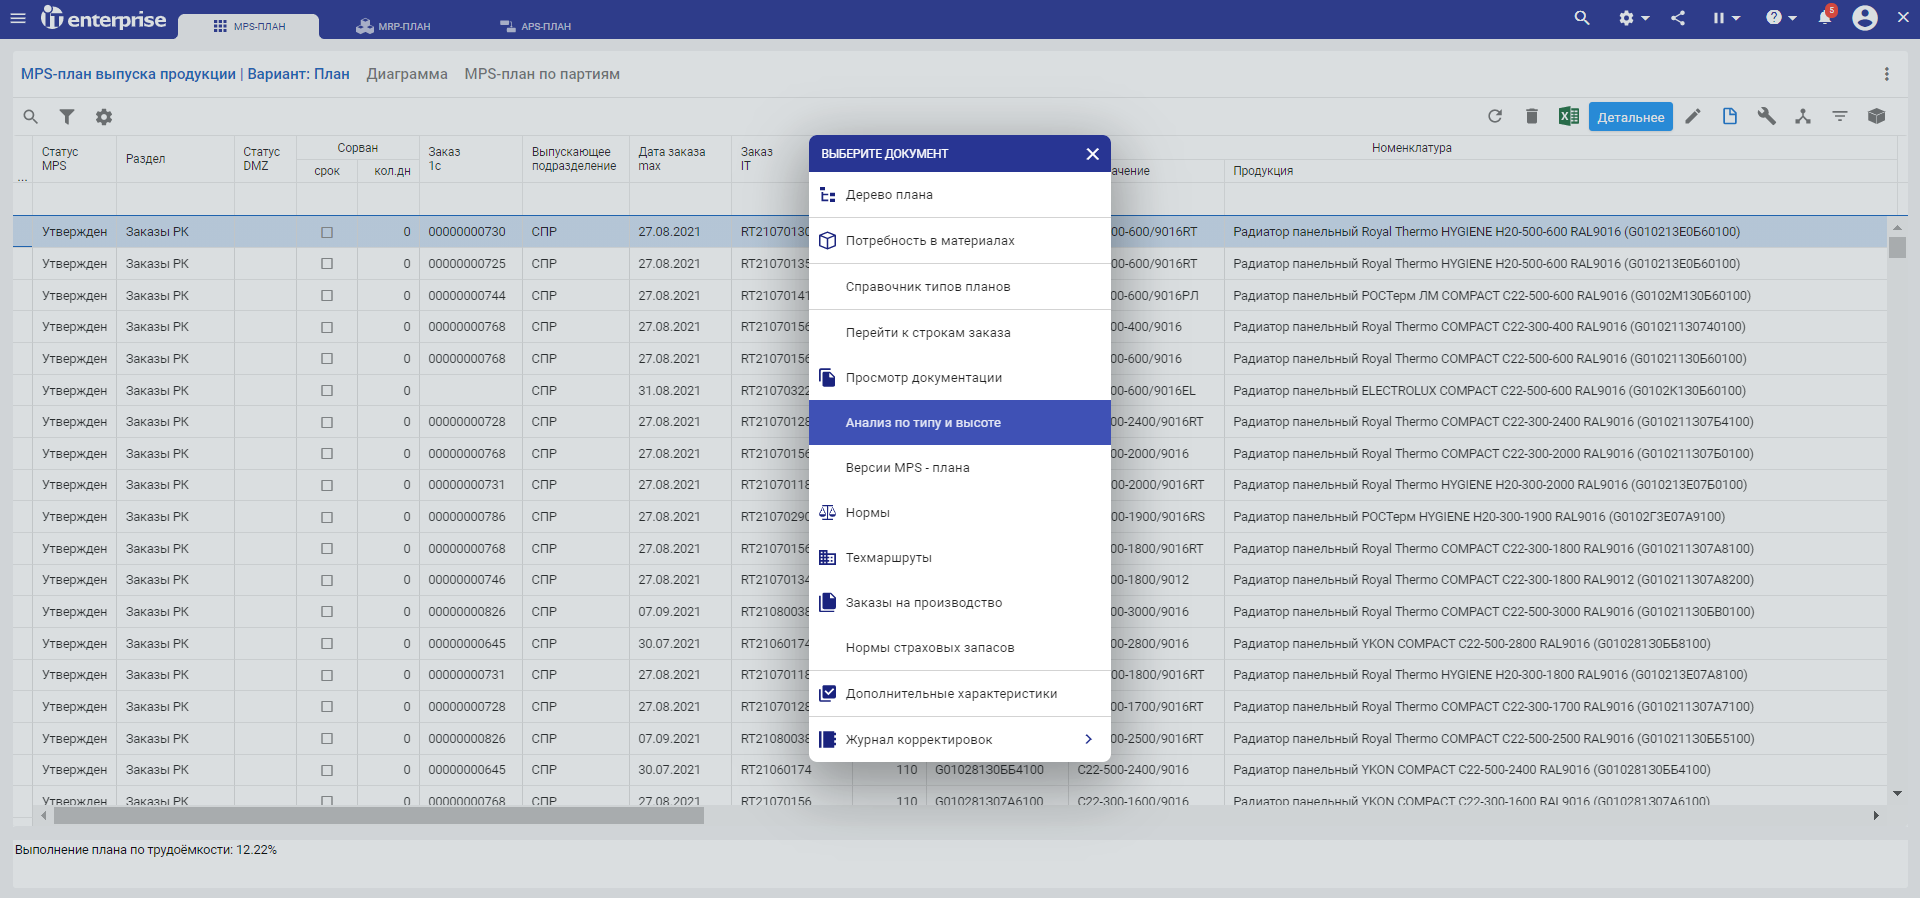 it enterprise
MPS-ПЛАН
MRP-ПЛАН
APS-ПЛАН
5
MPS-план выпуска продукции | Вариант: План
Диаграмма
MPS-план по партиям
Детальнее
Статус MPS
Раздел
Статус DMZ
Сорван
срок
кол.дн
Заказ 1с
Выпускающее подразделение
Дата заказа max
Заказ IT
ачение
Номенклатура
Продукция
...
Утвержден Заказы РК 0 00000000730 СПР 27.08.2021 RT2107013 00-600/9016RT Радиатор панельный Royal Thermo HYGIENE H20-500-600 RAL9016 (G010213E0Б60100)
Утвержден Заказы РК 0 00000000725 СПР 27.08.2021 RT2107013 00-600/9016RT Радиатор панельный Royal Thermo HYGIENE H20-500-600 RAL9016 (G010213E0Б60100)
Утвержден Заказы РК 0 00000000744 СПР 27.08.2021 RT2107014 00-600/9016РЛ Радиатор панельный РОСТерм ЛМ COMPACT C22-500-600 RAL9016 (G0102М130Б60100)
Утвержден Заказы РК 0 00000000768 СПР 27.08.2021 RT2107015 00-400/9016 Радиатор панельный Royal Thermo COMPACT C22-300-400 RAL9016 (G01021130740100)
Утвержден Заказы РК 0 00000000768 СПР 27.08.2021 RT2107015 00-600/9016 Радиатор панельный Royal Thermo COMPACT C22-500-600 RAL9016 (G01021130Б60100)
Утвержден Заказы РК 0 СПР 31.08.2021 RT2107032 00-600/9016EL Радиатор панельный ELECTROLUX COMPACT C22-500-600 RAL9016 (G0102K130Б60100)
Утвержден Заказы РК 0 00000000728 СПР 27.08.2021 RT2107012 00-2400/9016RT Радиатор панельный Royal Thermo COMPACT C22-300-2400 RAL9016 (G010211307Б4100)
Утвержден Заказы РК 0 00000000768 СПР 27.08.2021 RT2107015 00-2000/9016 Радиатор панельный Royal Thermo COMPACT C22-300-2000 RAL9016 (G010211307Б0100)
Утвержден Заказы РК 0 00000000731 СПР 27.08.2021 RT2107011 00-2000/9016RT Радиатор панельный Royal Thermo HYGIENE H20-300-2000 RAL9016 (G010213E07Б0100)
Утвержден Заказы РК 0 00000000786 СПР 27.08.2021 RT2107029 00-1900/9016RS Радиатор панельный РОСТерм HYGIENE H20-300-1900 RAL9016 (G0102Г3E07A9100)
Утвержден Заказы РК 0 00000000768 СПР 27.08.2021 RT2107015 00-1800/9016RT Радиатор панельный Royal Thermo COMPACT C22-300-1800 RAL9016 (G010211307A8100)
Утвержден Заказы РК 0 00000000746 СПР 27.08.2021 RT2107013 00-1800/9012 Радиатор панельный Royal Thermo COMPACT C22-300-1800 RAL9012 (G010211307A8200)
Утвержден Заказы РК 0 00000000826 СПР 07.09.2021 RT2108003 00-3000/9016 Радиатор панельный Royal Thermo COMPACT C22-500-3000 RAL9016 (G01021130БВ0100)
Утвержден Заказы РК 0 00000000645 СПР 30.07.2021 RT2106017 00-2800/9016 Радиатор панельный YKON COMPACT C22-500-2800 RAL9016 (G01028130ББ8100)
Утвержден Заказы РК 0 00000000731 СПР 27.08.2021 RT2107011 00-1800/9016RT Радиатор панельный Royal Thermo HYGIENE H20-300-1800 RAL9016 (G010213E07A8100)
Утвержден Заказы РК 0 00000000728 СПР 27.08.2021 RT2107012 00-1700/9016RT Радиатор панельный Royal Thermo COMPACT C22-300-1700 RAL9016 (G010211307A7100)
Утвержден Заказы РК 0 00000000826 СПР 07.09.2021 RT2108003 00-2500/9016RT Радиатор панельный Royal Thermo COMPACT C22-500-2500 RAL9016 (G01021130ББ5100)
Утвержден Заказы РК 0 00000000645 СПР 30.07.2021 RT21060174 110 G01028130ББ4100 C22-500-2400/9016 Радиатор панельный YKON COMPACT C22-500-2400 RAL9016 (G01028130ББ4100)
Утвержден Заказы РК 0 00000000768 СПР 27.08.2021 RT21070156 110 G010281307A6100 C22-300-1600/9016 Радиатор панельный YKON COMPACT C22-300-1600 RAL9016 (G010281307A6100)
ВЫБЕРИТЕ ДОКУМЕНТ
Дерево плана
Потребность в материалах
Справочник типов планов
Перейти к строкам заказа
Просмотр документации
Анализ по типу и высоте
Версии MPS - плана
Нормы
Техмаршруты
Заказы на производство
Нормы страховых запасов
Дополнительные характеристики
Журнал корректировок
Выполнение плана по трудоёмкости: 12.22%